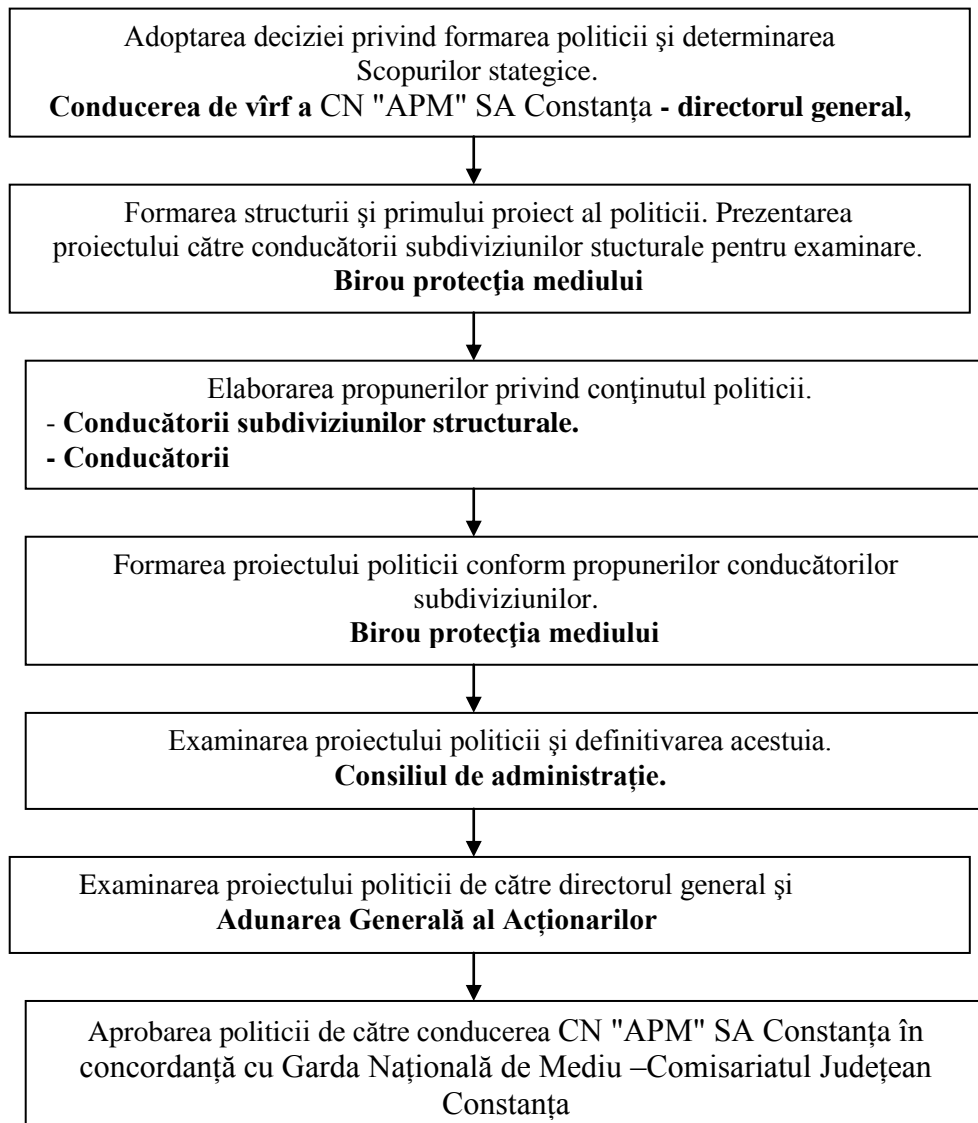 Adoptarea deciziei privind formarea politicii şi determinarea
Scopurilor stategice.
Conducerea de vîrf a CN "APM" SA Constanța - directorul general,
Formarea structurii şi primului proiect al politicii. Prezentarea
proiectului către conducătorii subdiviziunilor stucturale pentru examinare.
Birou protecţia mediului
Elaborarea propunerilor privind conţinutul politicii.
- Conducătorii subdiviziunilor structurale.
- Conducătorii
Formarea proiectului politicii conform propunerilor conducătorilor
subdiviziunilor.
Birou protecţia mediului
Examinarea proiectului politicii şi definitivarea acestuia.
Consiliul de administrație.
Examinarea proiectului politicii de către directorul general şi
Adunarea Generală al Acționarilor
Aprobarea politicii de către conducerea CN "APM" SA Constanța în
concordanță cu Garda Națională de Mediu –Comisariatul Județean
Constanța